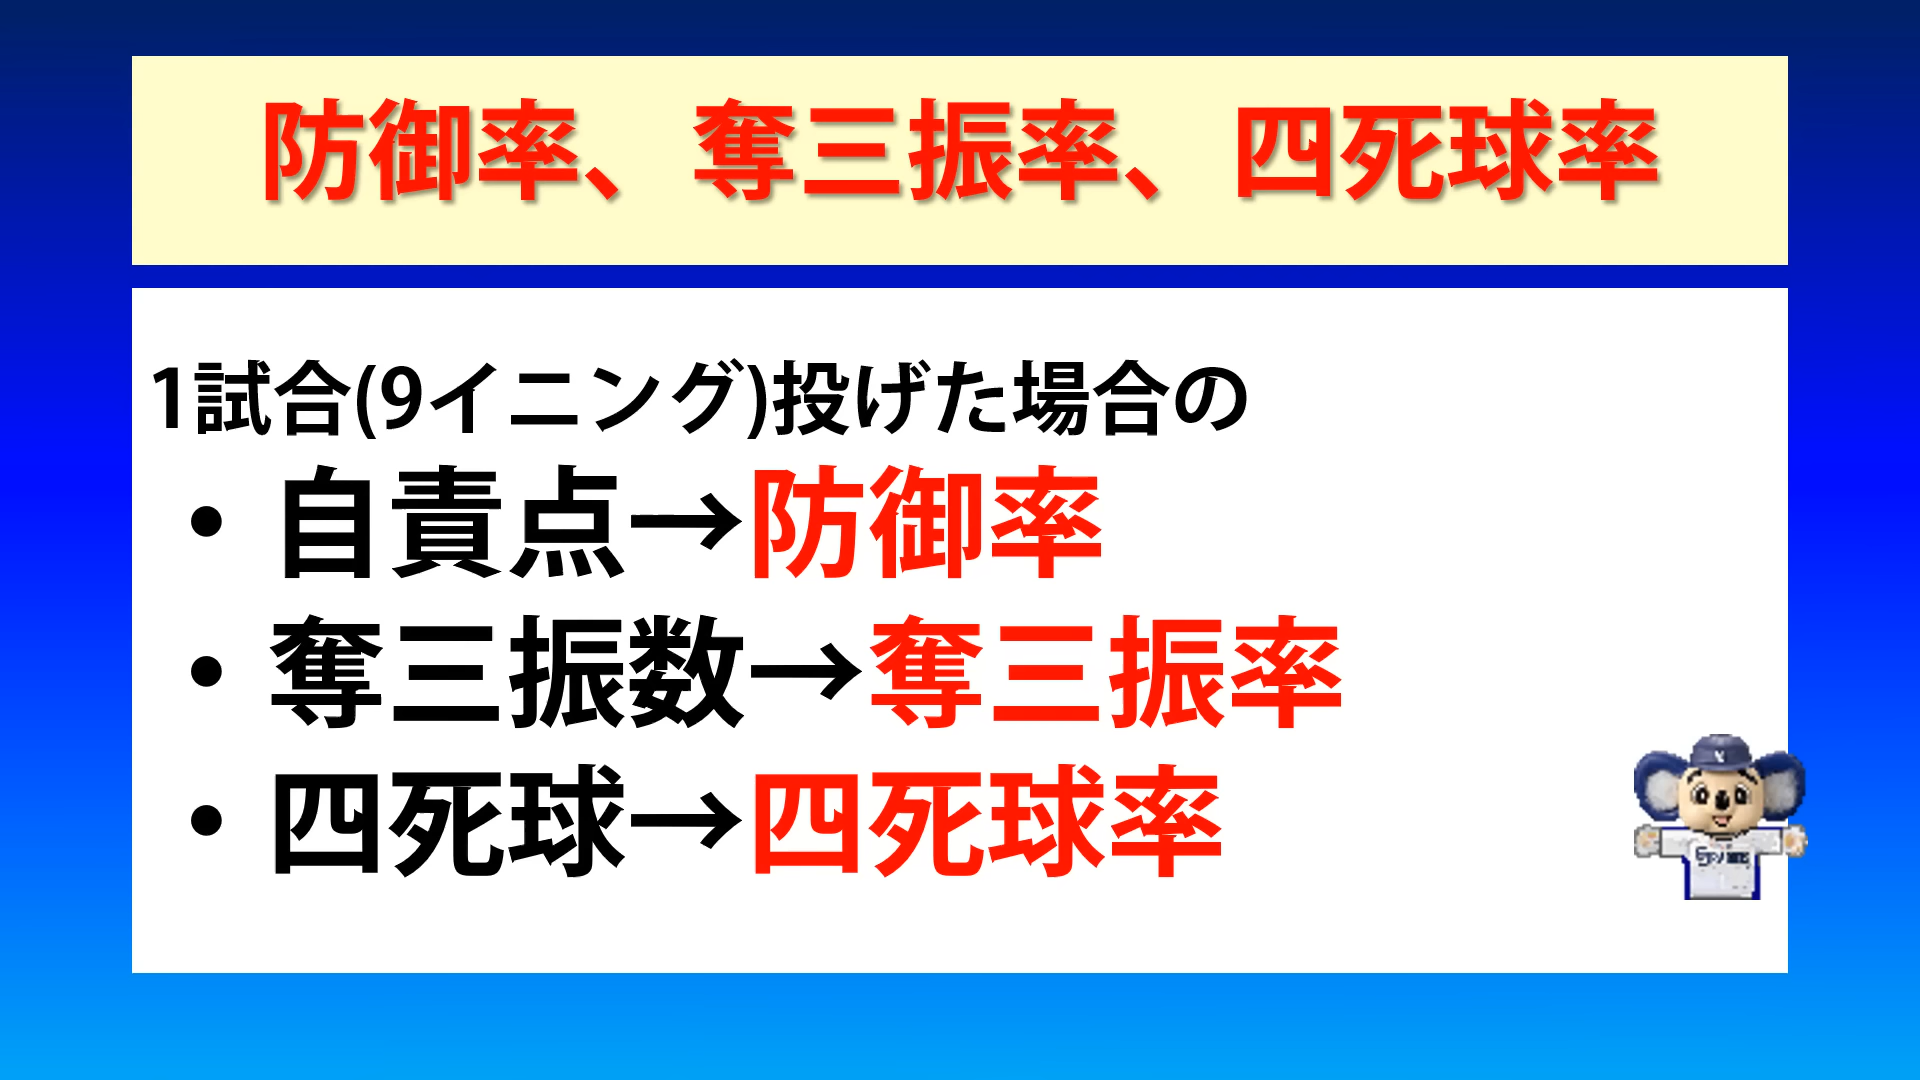 防御率、奪三振率、四死球率
1試合(9イニング)投げた場合の
• 自責点→防御率
• 奪三振数→奪三振率
• 四死球→四死球率